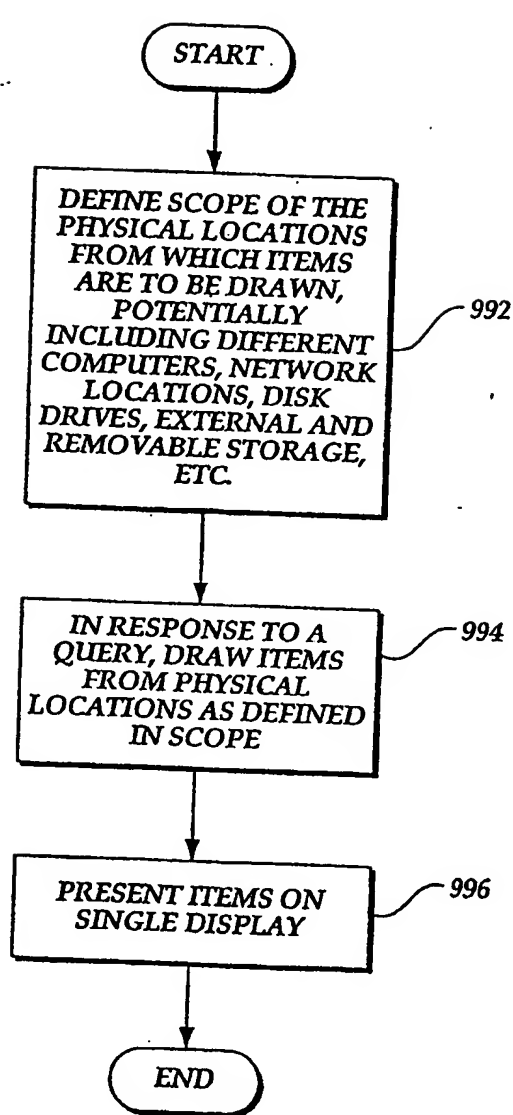 START
DEFINE SCOPE OF THE
PHYSICAL LOCATIONS
FROM WHICH ITEMS
ARE TO BE DRAWN,
POTENTIALLY
INCLUDING DIFFERENT
COMPUTERS, NETWORK
LOCATIONS, DISK
DRIVES, EXTERNAL AND
REMOVABLE STORAGE,
ETC.
992
IN RESPONSE TO A
QUERY, DRAW ITEMS
FROM PHYSICAL
LOCATIONS AS DEFINED
IN SCOPE
994
PRESENT ITEMS ON
SINGLE DISPLAY
996
END